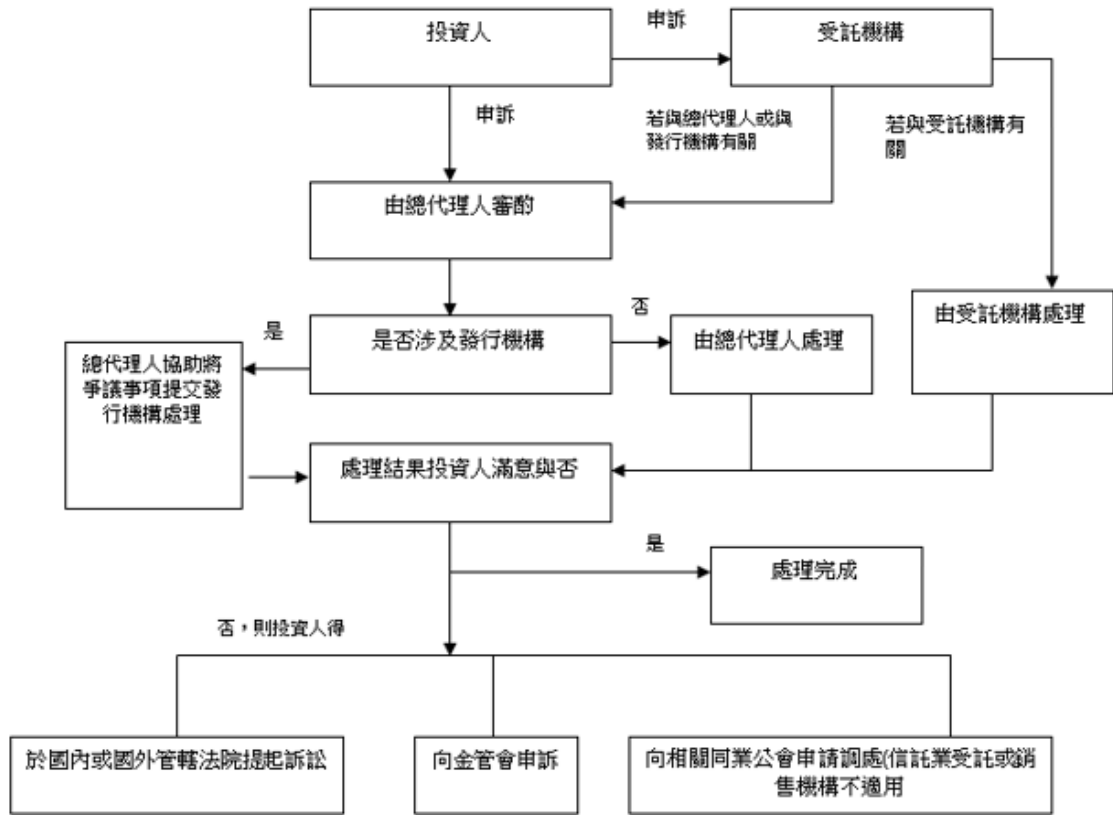 投資人
申訴
受託機構
申訴
若與總代理人或與
發行機構有關
若與受託機構有
關
由總代理人審酌
是
是否涉及發行機構
否
由總代理人處理
由受託機構處理
總代理人協助將
爭議事項提交發
行機構處理
處理結果投資人滿意與否
是
處理完成
否，則投資人得
於國內或國外管轄法院提起訴訟
向金管會申訴
向相關同業公會申請調處(信託業受託或銷
售機構不適用